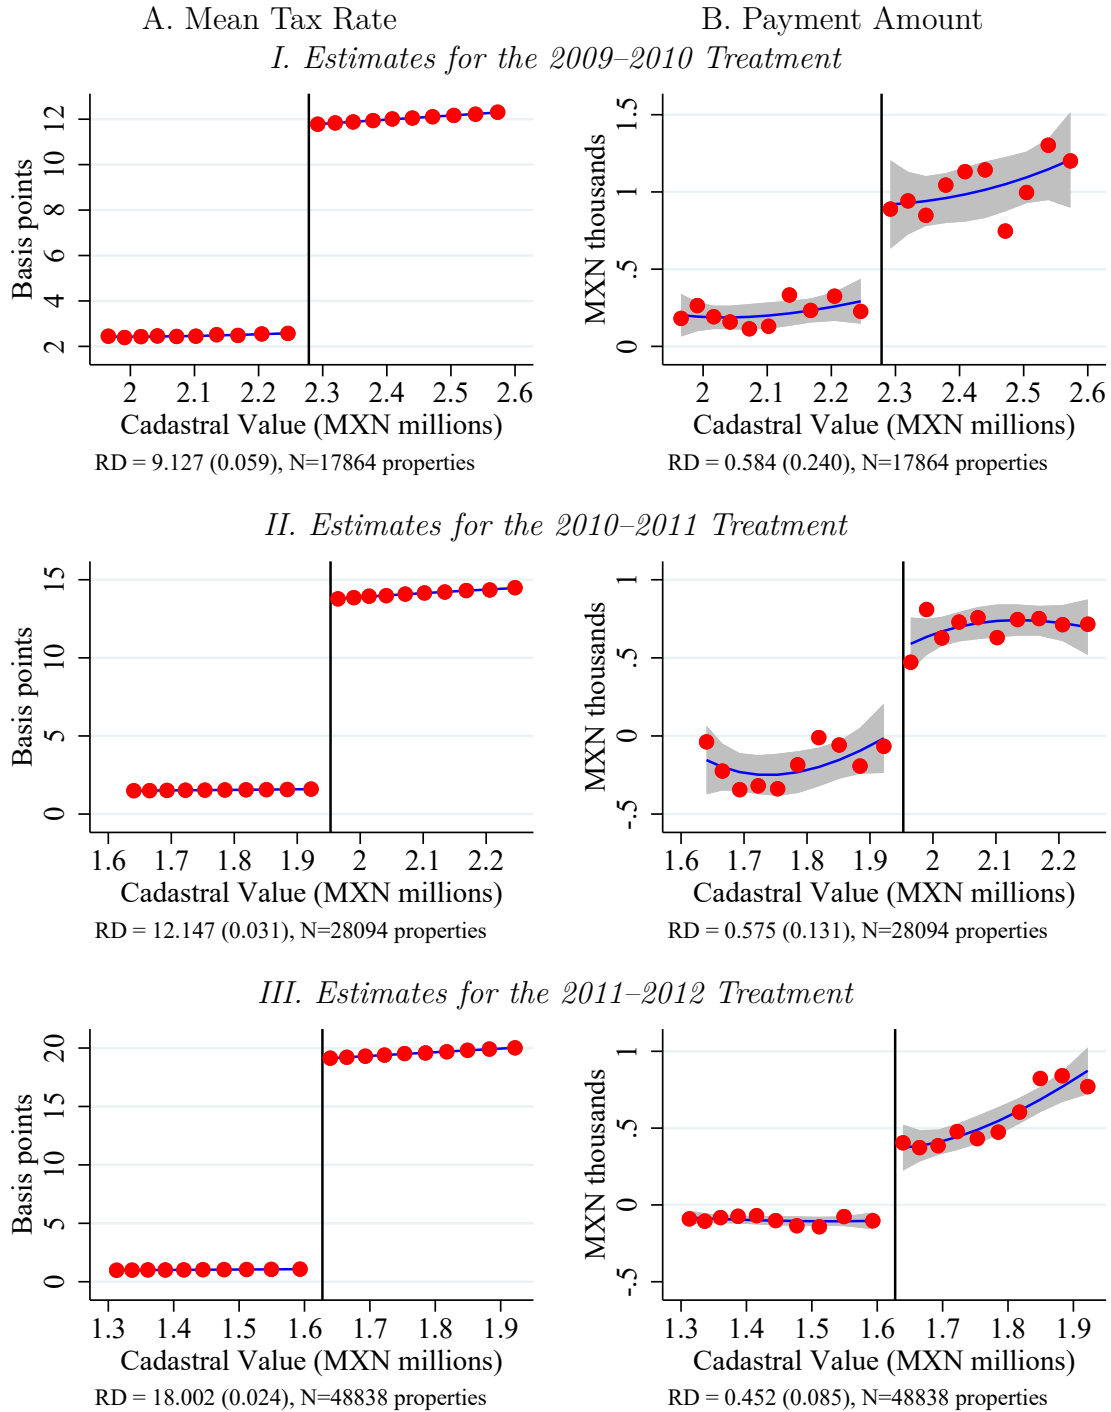 A. Mean Tax Rate
B. Payment Amount
I. Estimates for the 2009–2010 Treatment
Basis points
12
10
8
6
4
2
2 2.1 2.2 2.3 2.4 2.5 2.6
Cadastral Value (MXN millions)
RD = 9.127 (0.059), N=17864 properties
MXN thousands
1.5
1
.5
0
2 2.1 2.2 2.3 2.4 2.5 2.6
Cadastral Value (MXN millions)
RD = 0.584 (0.240), N=17864 properties
II. Estimates for the 2010–2011 Treatment
Basis points
15
10
5
0
1.6 1.7 1.8 1.9 2 2.1 2.2
Cadastral Value (MXN millions)
RD = 12.147 (0.031), N=28094 properties
MXN thousands
1
.5
0
-.5
1.6 1.7 1.8 1.9 2 2.1 2.2
Cadastral Value (MXN millions)
RD = 0.575 (0.131), N=28094 properties
III. Estimates for the 2011–2012 Treatment
Basis points
20
15
10
5
0
1.3 1.4 1.5 1.6 1.7 1.8 1.9
Cadastral Value (MXN millions)
RD = 18.002 (0.024), N=48838 properties
MXN thousands
1
.5
0
-.5
1.3 1.4 1.5 1.6 1.7 1.8 1.9
Cadastral Value (MXN millions)
RD = 0.452 (0.085), N=48838 properties